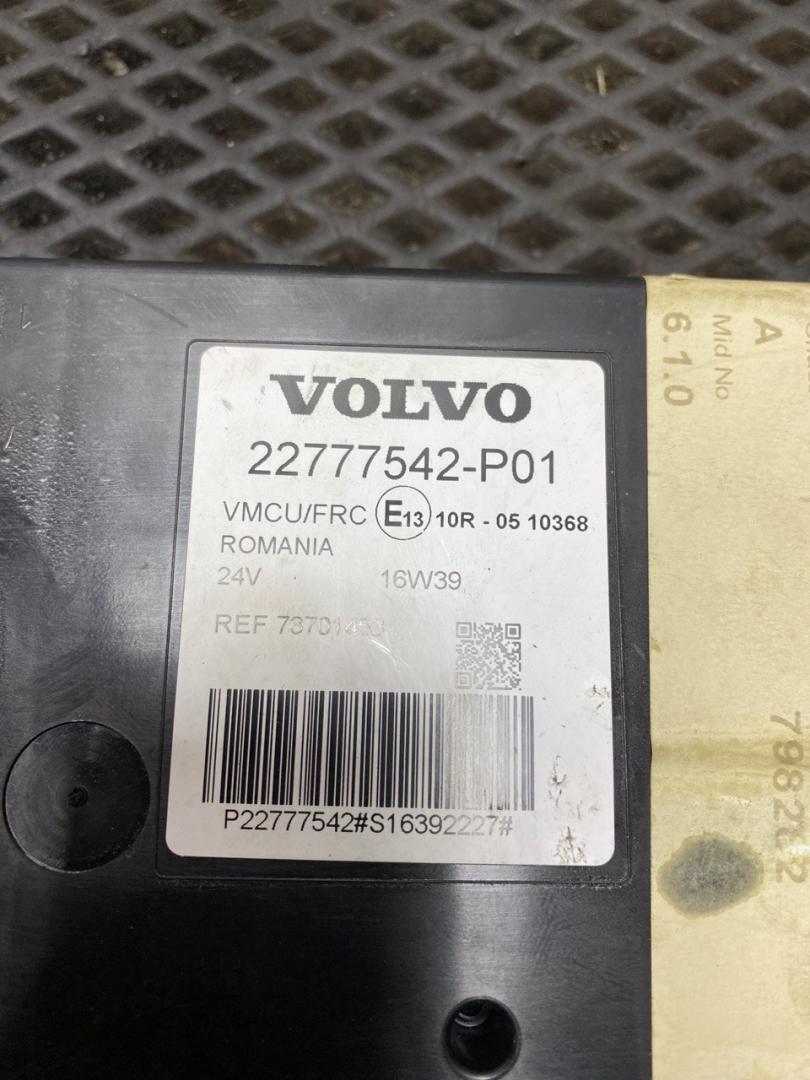 VOLVO
22777542-P01
VMCU/FRC E13 10R - 05 10368
ROMANIA
24V 16W39
REF
P22777542#S16392227#
A
Mid No
6.1.0